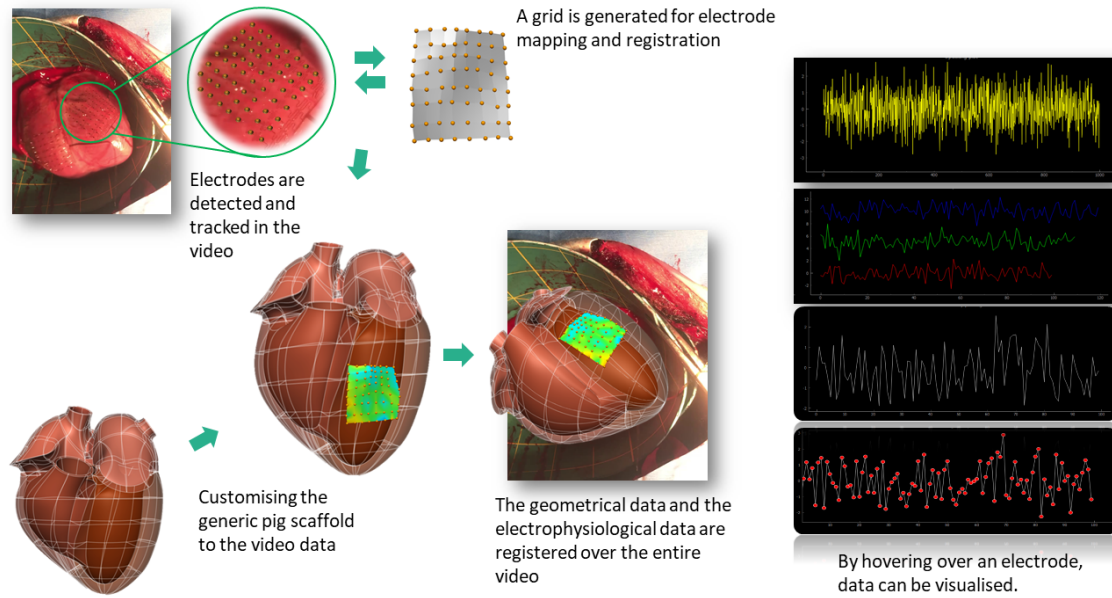 A grid is generated for electrode
mapping and registration
Electrodes are
detected and
tracked in the
video
Customising the
generic pig scaffold
to the video data
The geometrical data and the
electrophysiological data are
registered over the entire
video
By hovering over an electrode,
data can be visualised.